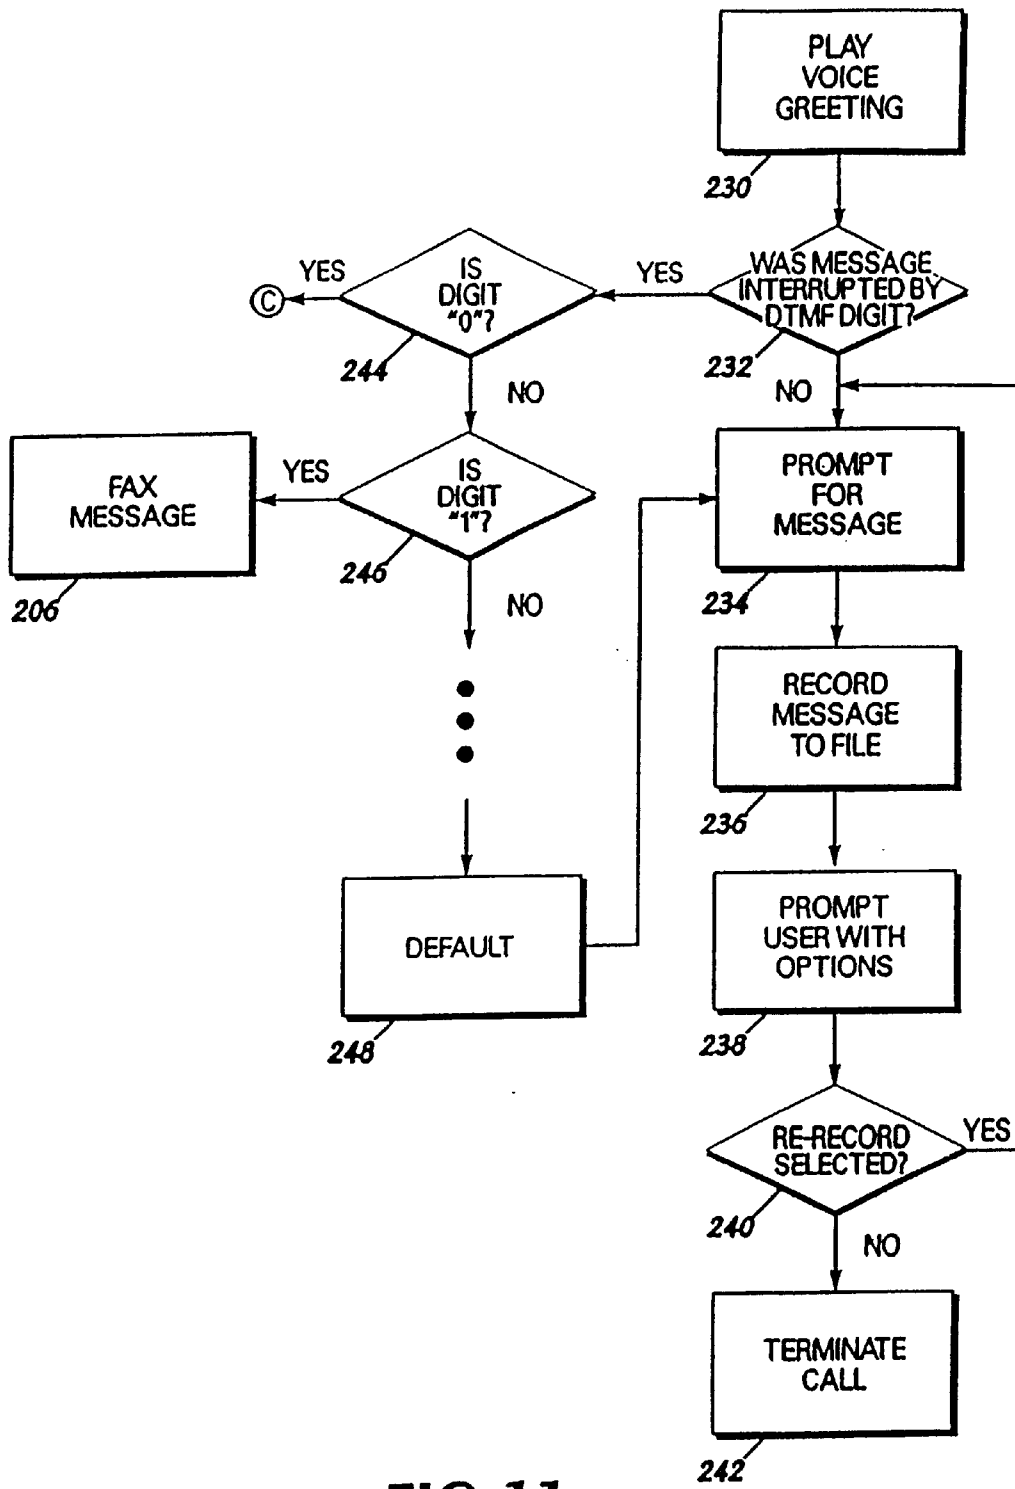 PLAY
VOICE
GREETING
230
WAS MESSAGE
INTERRUPTED BY
DTMF DIGIT?
232
YES
IS
DIGIT
"0"?
244
YES
C
NO
NO
IS
DIGIT
"1"?
246
YES
FAX
MESSAGE
206
NO
PROMPT
FOR
MESSAGE
234
RECORD
MESSAGE
TO FILE
236
DEFAULT
248
PROMPT
USER WITH
OPTIONS
238
RE-RECORD
SELECTED?
YES
240
NO
TERMINATE
CALL
242
FIG. 11